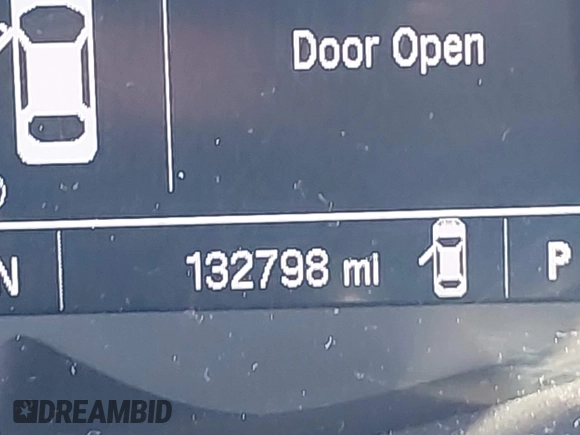 Door Open
N
132798 mi
P
DREAMBID